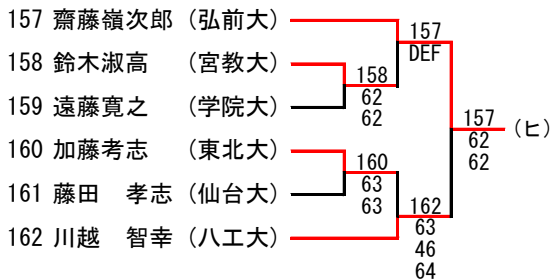 157 齋藤嶺次郎（弘前大）
158 鈴木淑高　（宮教大）
159 遠藤寛之　（学院大）
160 加藤考志　（東北大）
161 藤田　孝志（仙台大）
162 川越　智幸（八工大）
157
DEF
158
62
62
160
63
63
162
63
46
64
157
62
62
（ヒ）